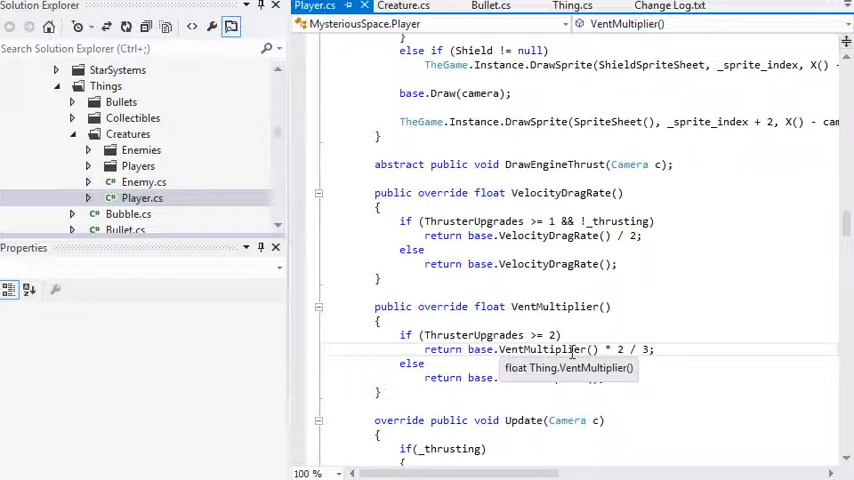 Solution Explorer
Search Solution Explorer
StarSystems
Things
Bullets
Collectibles
Creatures
Enemies
Players
Enemy.cs
Player.cs
Bubble.cs
Bullet.cs
Properties
Player.cs
Creature.cs
Bullet.cs
Thing.cs
Change Log.txt
MysteriousSpace.Player
VentMultiplier()
}
else if (Shield != null)
TheGame.Instance.DrawSprite(ShieldSpriteSheet, _sprite_index, X() -
base.Draw(camera);
TheGame.Instance.DrawSprite(SpriteSheet(), _sprite_index + 2, X() - cam
}
abstract public void DrawEngineThrust(Camera c);
public override float VelocityDragRate()
{
if (ThrusterUpgrades >= 1 && !_thrusting)
return base.VelocityDragRate() / 2;
else
return base.VelocityDragRate();
}
public override float VentMultiplier()
{
if (ThrusterUpgrades >= 2)
return base.VentMultiplier() * 2 / 3;
else
float Thing.VentMultiplier()
return base
}
override public void Update(Camera c)
{
if(_thrusting)
{
100 %